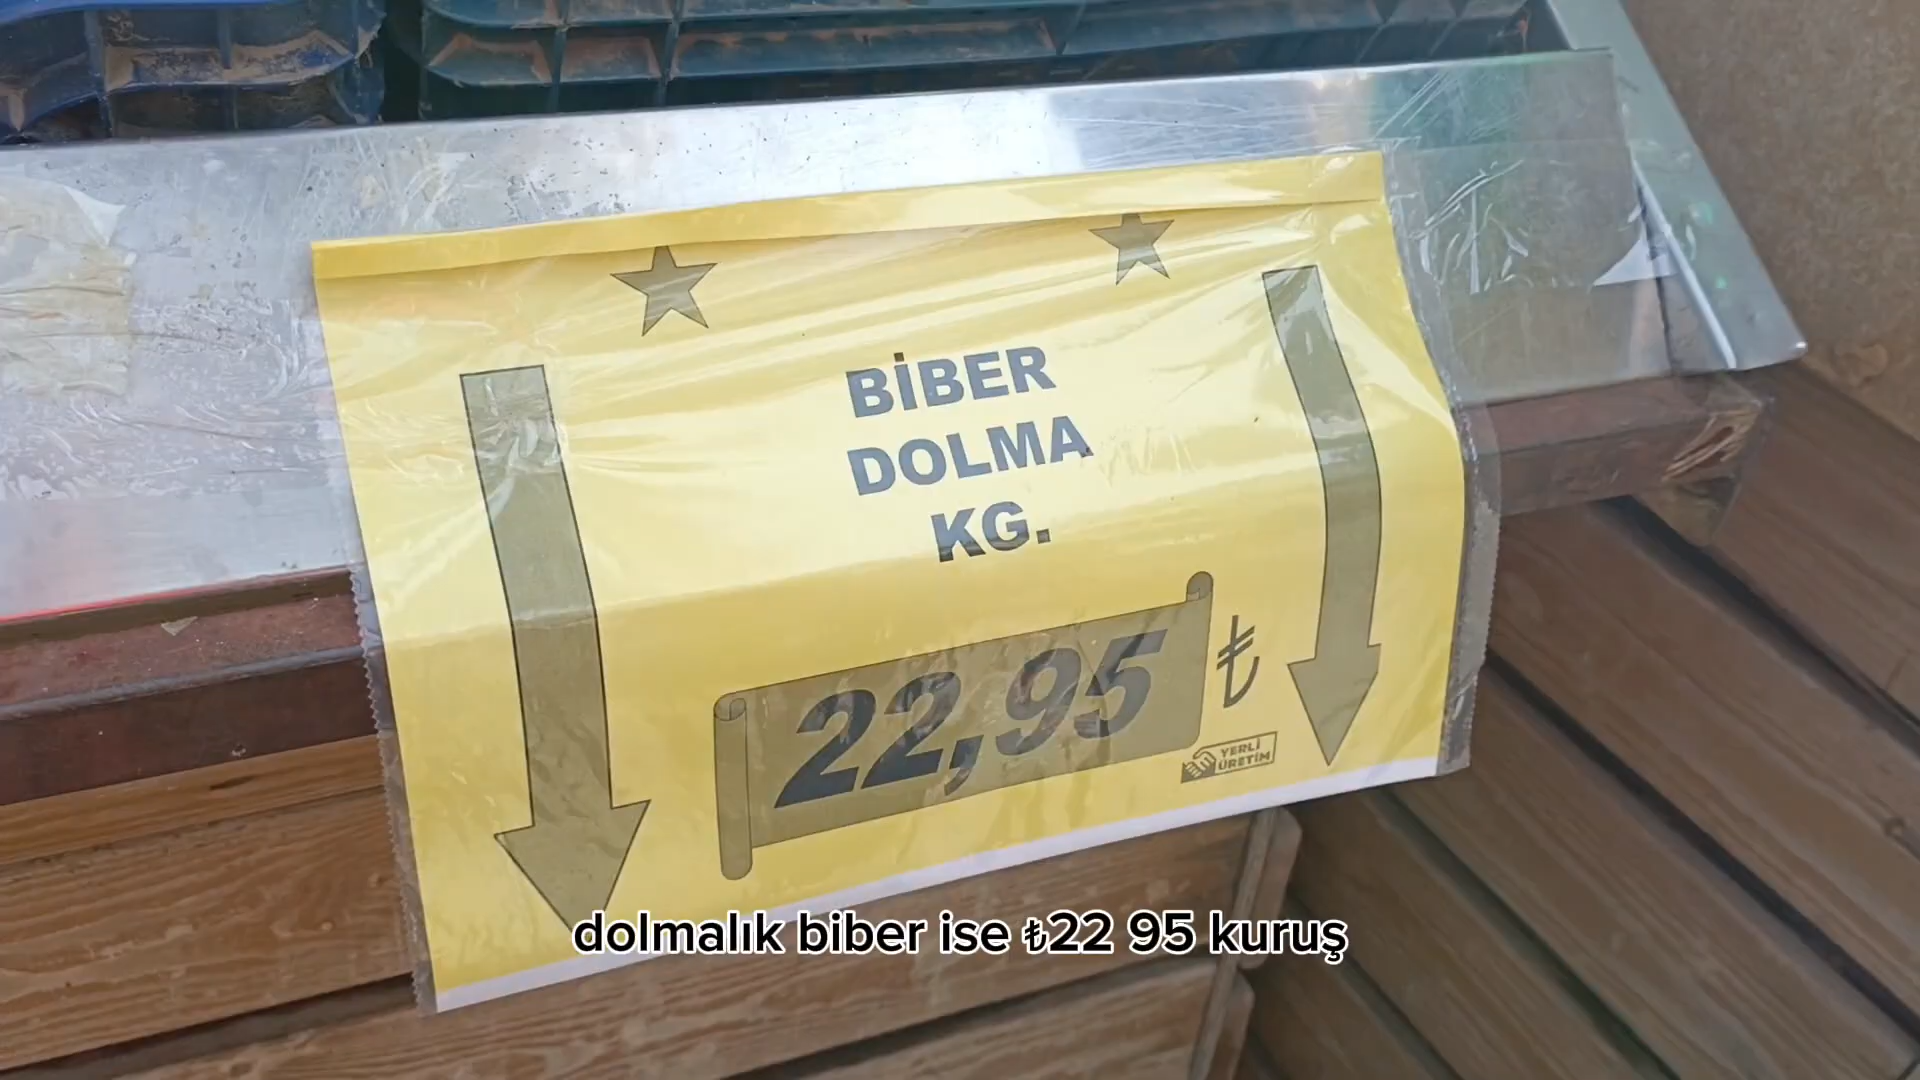 BİBER
DOLMA
KG.
22,95 ₺
YERLİ
ÜRETİM
dolmalık biber ise ₺22 95 kuruş